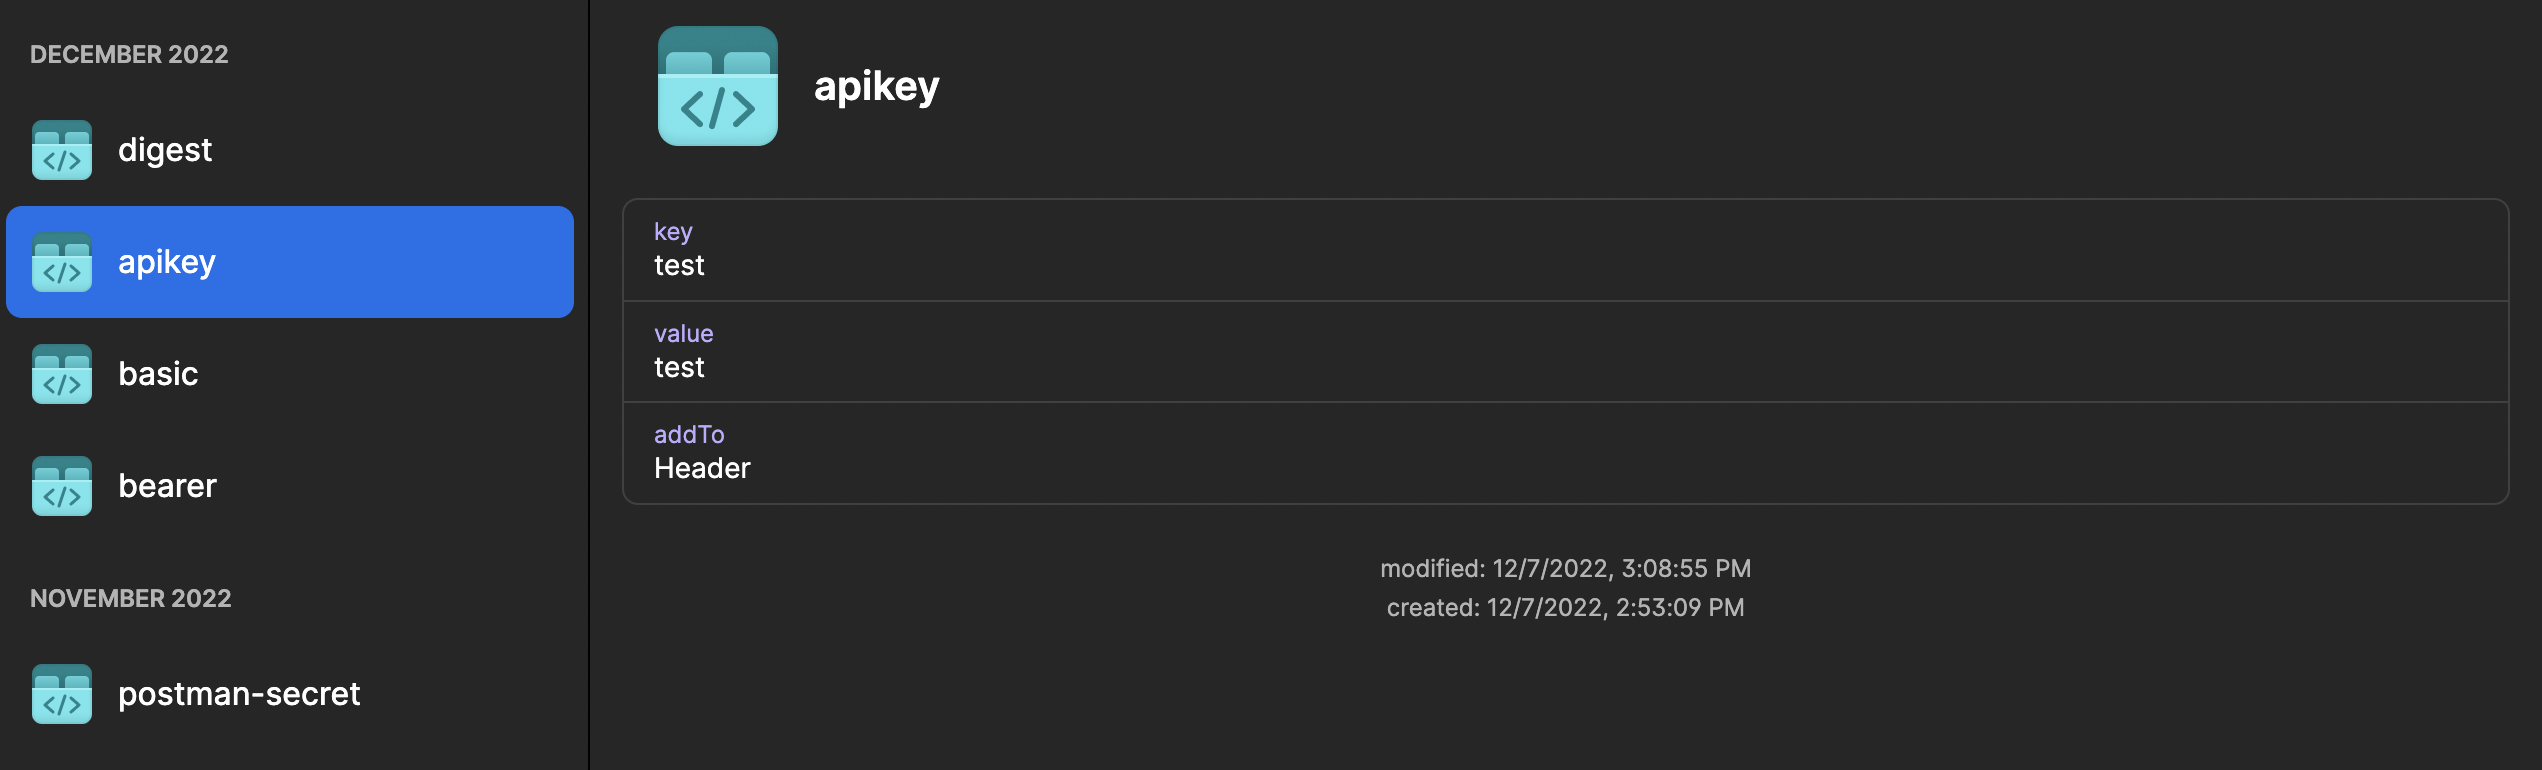 DECEMBER 2022
digest
apikey
basic
bearer
NOVEMBER 2022
postman-secret
apikey
key
test
value
test
addTo
Header
modified: 12/7/2022, 3:08:55 PM
created: 12/7/2022, 2:53:09 PM